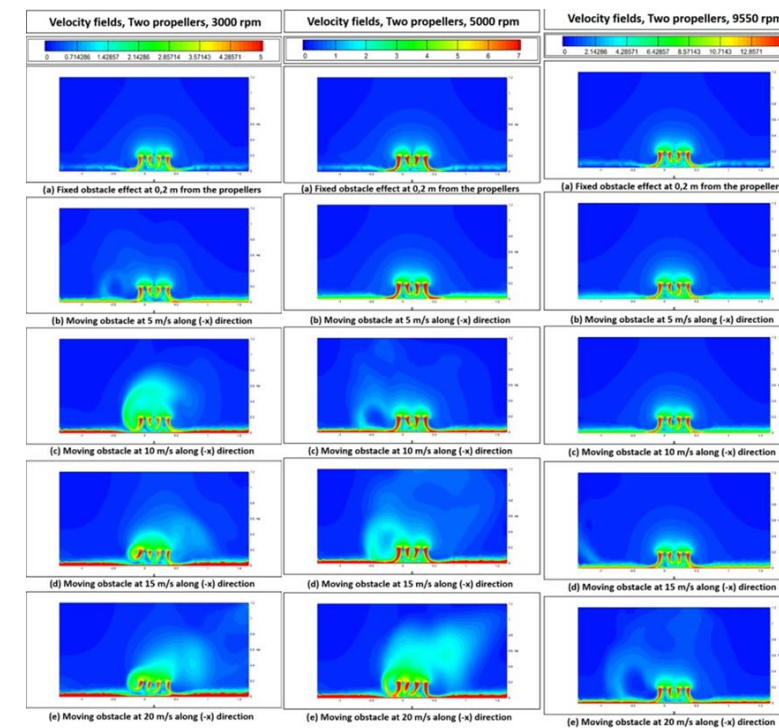 Velocity fields, Two propellers, 3000 rpm
0 0.714286 1.42857 2.14286 2.85714 3.57143 4.28571 5
(a) Fixed obstacle effect at 0,2 m from the propellers
(b) Moving obstacle at 5 m/s along (-x) direction
(c) Moving obstacle at 10 m/s along (-x) direction
(d) Moving obstacle at 15 m/s along (-x) direction
(e) Moving obstacle at 20 m/s along (-x) direction
Velocity fields, Two propellers, 5000 rpm
0 1 2 3 4 5 6 7
(a) Fixed obstacle effect at 0,2 m from the propellers
(b) Moving obstacle at 5 m/s along (-x) direction
(c) Moving obstacle at 10 m/s along (-x) direction
(d) Moving obstacle at 15 m/s along (-x) direction
(e) Moving obstacle at 20 m/s along (-x) direction
Velocity fields, Two propellers, 9550 rpm
0 2.14286 4.28571 6.42857 8.57143 10.7143 12.8571
(a) Fixed obstacle effect at 0,2 m from the propeller
(b) Moving obstacle at 5 m/s along (-x) direction
(c) Moving obstacle at 10 m/s along (-x) direction
(d) Moving obstacle at 15 m/s along (-x) direction
(e) Moving obstacle at 20 m/s along (-x) direction